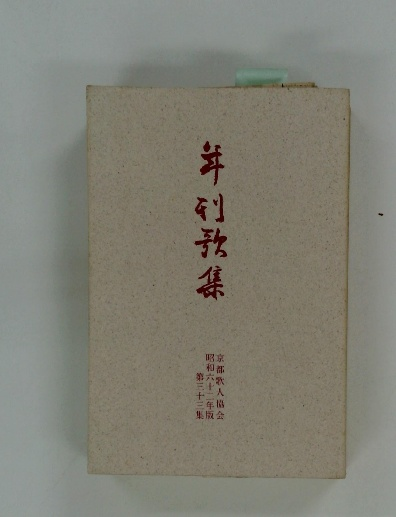 年刊歌集
京都歌人協会
昭和六十二年版
第三十三集